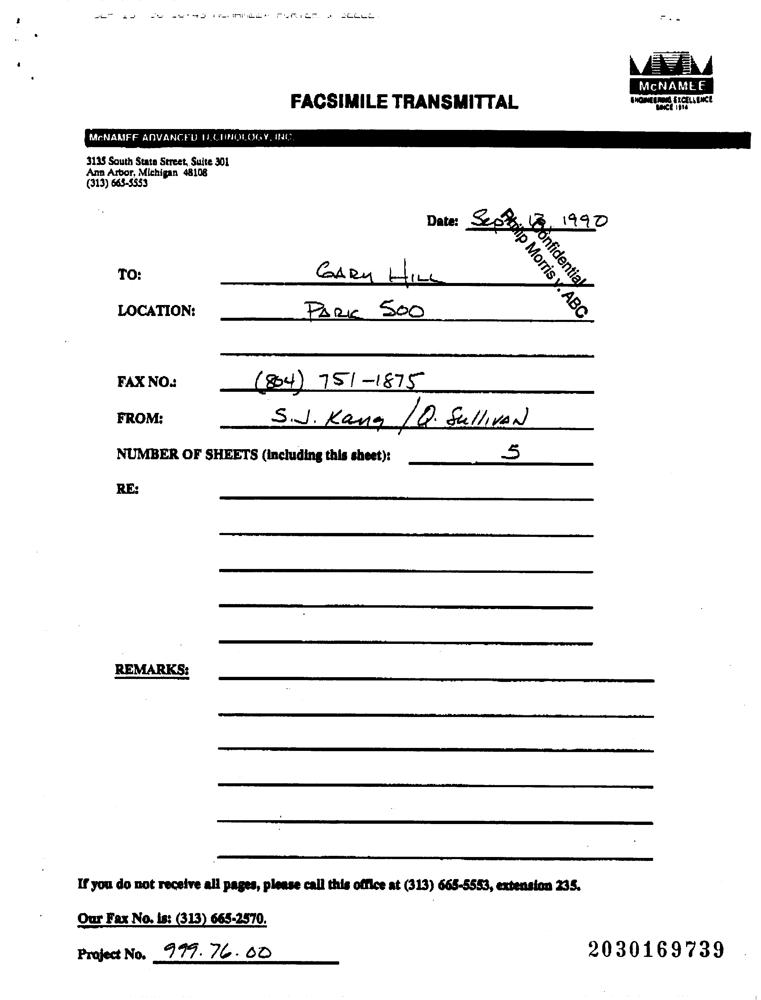 McNAMEE
ENGINEERING EXCELLENCE
SINCE 1914
FACSIMILE TRANSMITTAL
McNAMEE ADVANCED TECHNOLOGY, INC.
3135 South State Street, Suite 301
Ann Arbor, Michigan 48108
(313) 665-5553
Date: Sept 1990
Confidential
Philip Morris v. ABC
TO: GARY HILL
LOCATION: PARK 500
FAX NO.: (804) 751-1875
FROM: S.J. Kang / D. Sullivan
NUMBER OF SHEETS (including this sheet): 5
RE:
REMARKS:
If you do not receive all pages, please call this office at (313) 665-5553, extension 235.
Our Fax No. is: (313) 665-2570.
Project No. 999.76.00
2030169739